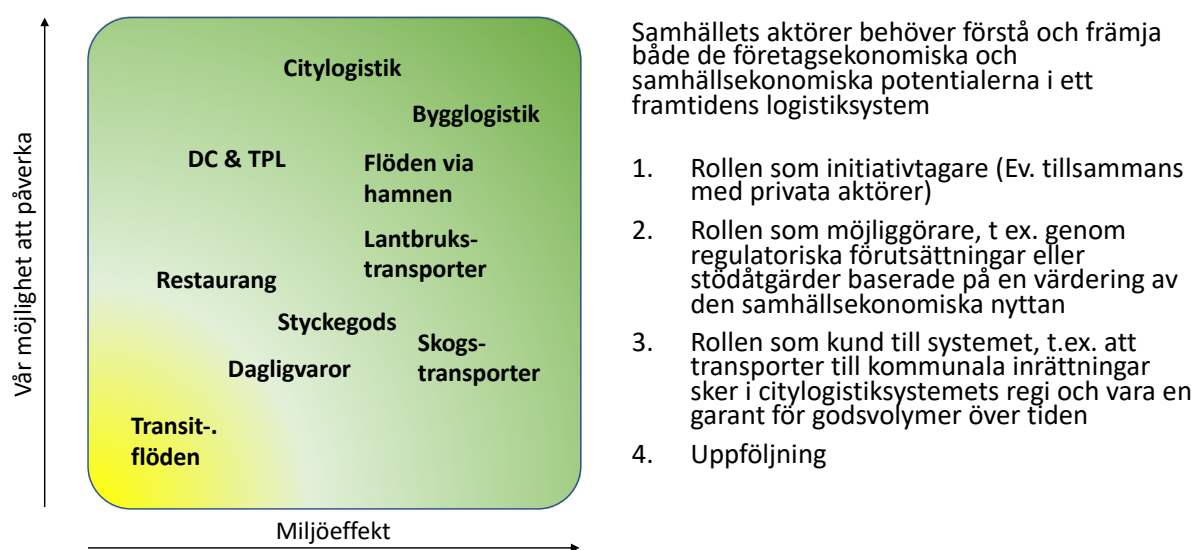 Vår möjlighet att påverka
Citylogistik
Bygglogistik
DC & TPL
Flöden via
hamnen
Lantbruks-
transporter
Restaurang
Styckegods
Skogs-
transporter
Dagligvaror
Transit-.
flöden
Miljöeffekt
Samhällets aktörer behöver förstå och främja
både de företagsekonomiska och
samhällsekonomiska potentialerna i ett
framtidens logistiksystem
1. Rollen som initiativtagare (Ev. tillsammans
med privata aktörer)
2. Rollen som möjliggörare, t ex. genom
regulatoriska förutsättningar eller
stödåtgärder baserade på en värdering av
den samhällsekonomiska nyttan
3. Rollen som kund till systemet, t.ex. att
transporter till kommunala inrättningar
sker i citylogistiksystemets regi och vara en
garant för godsvolymer över tiden
4. Uppföljning